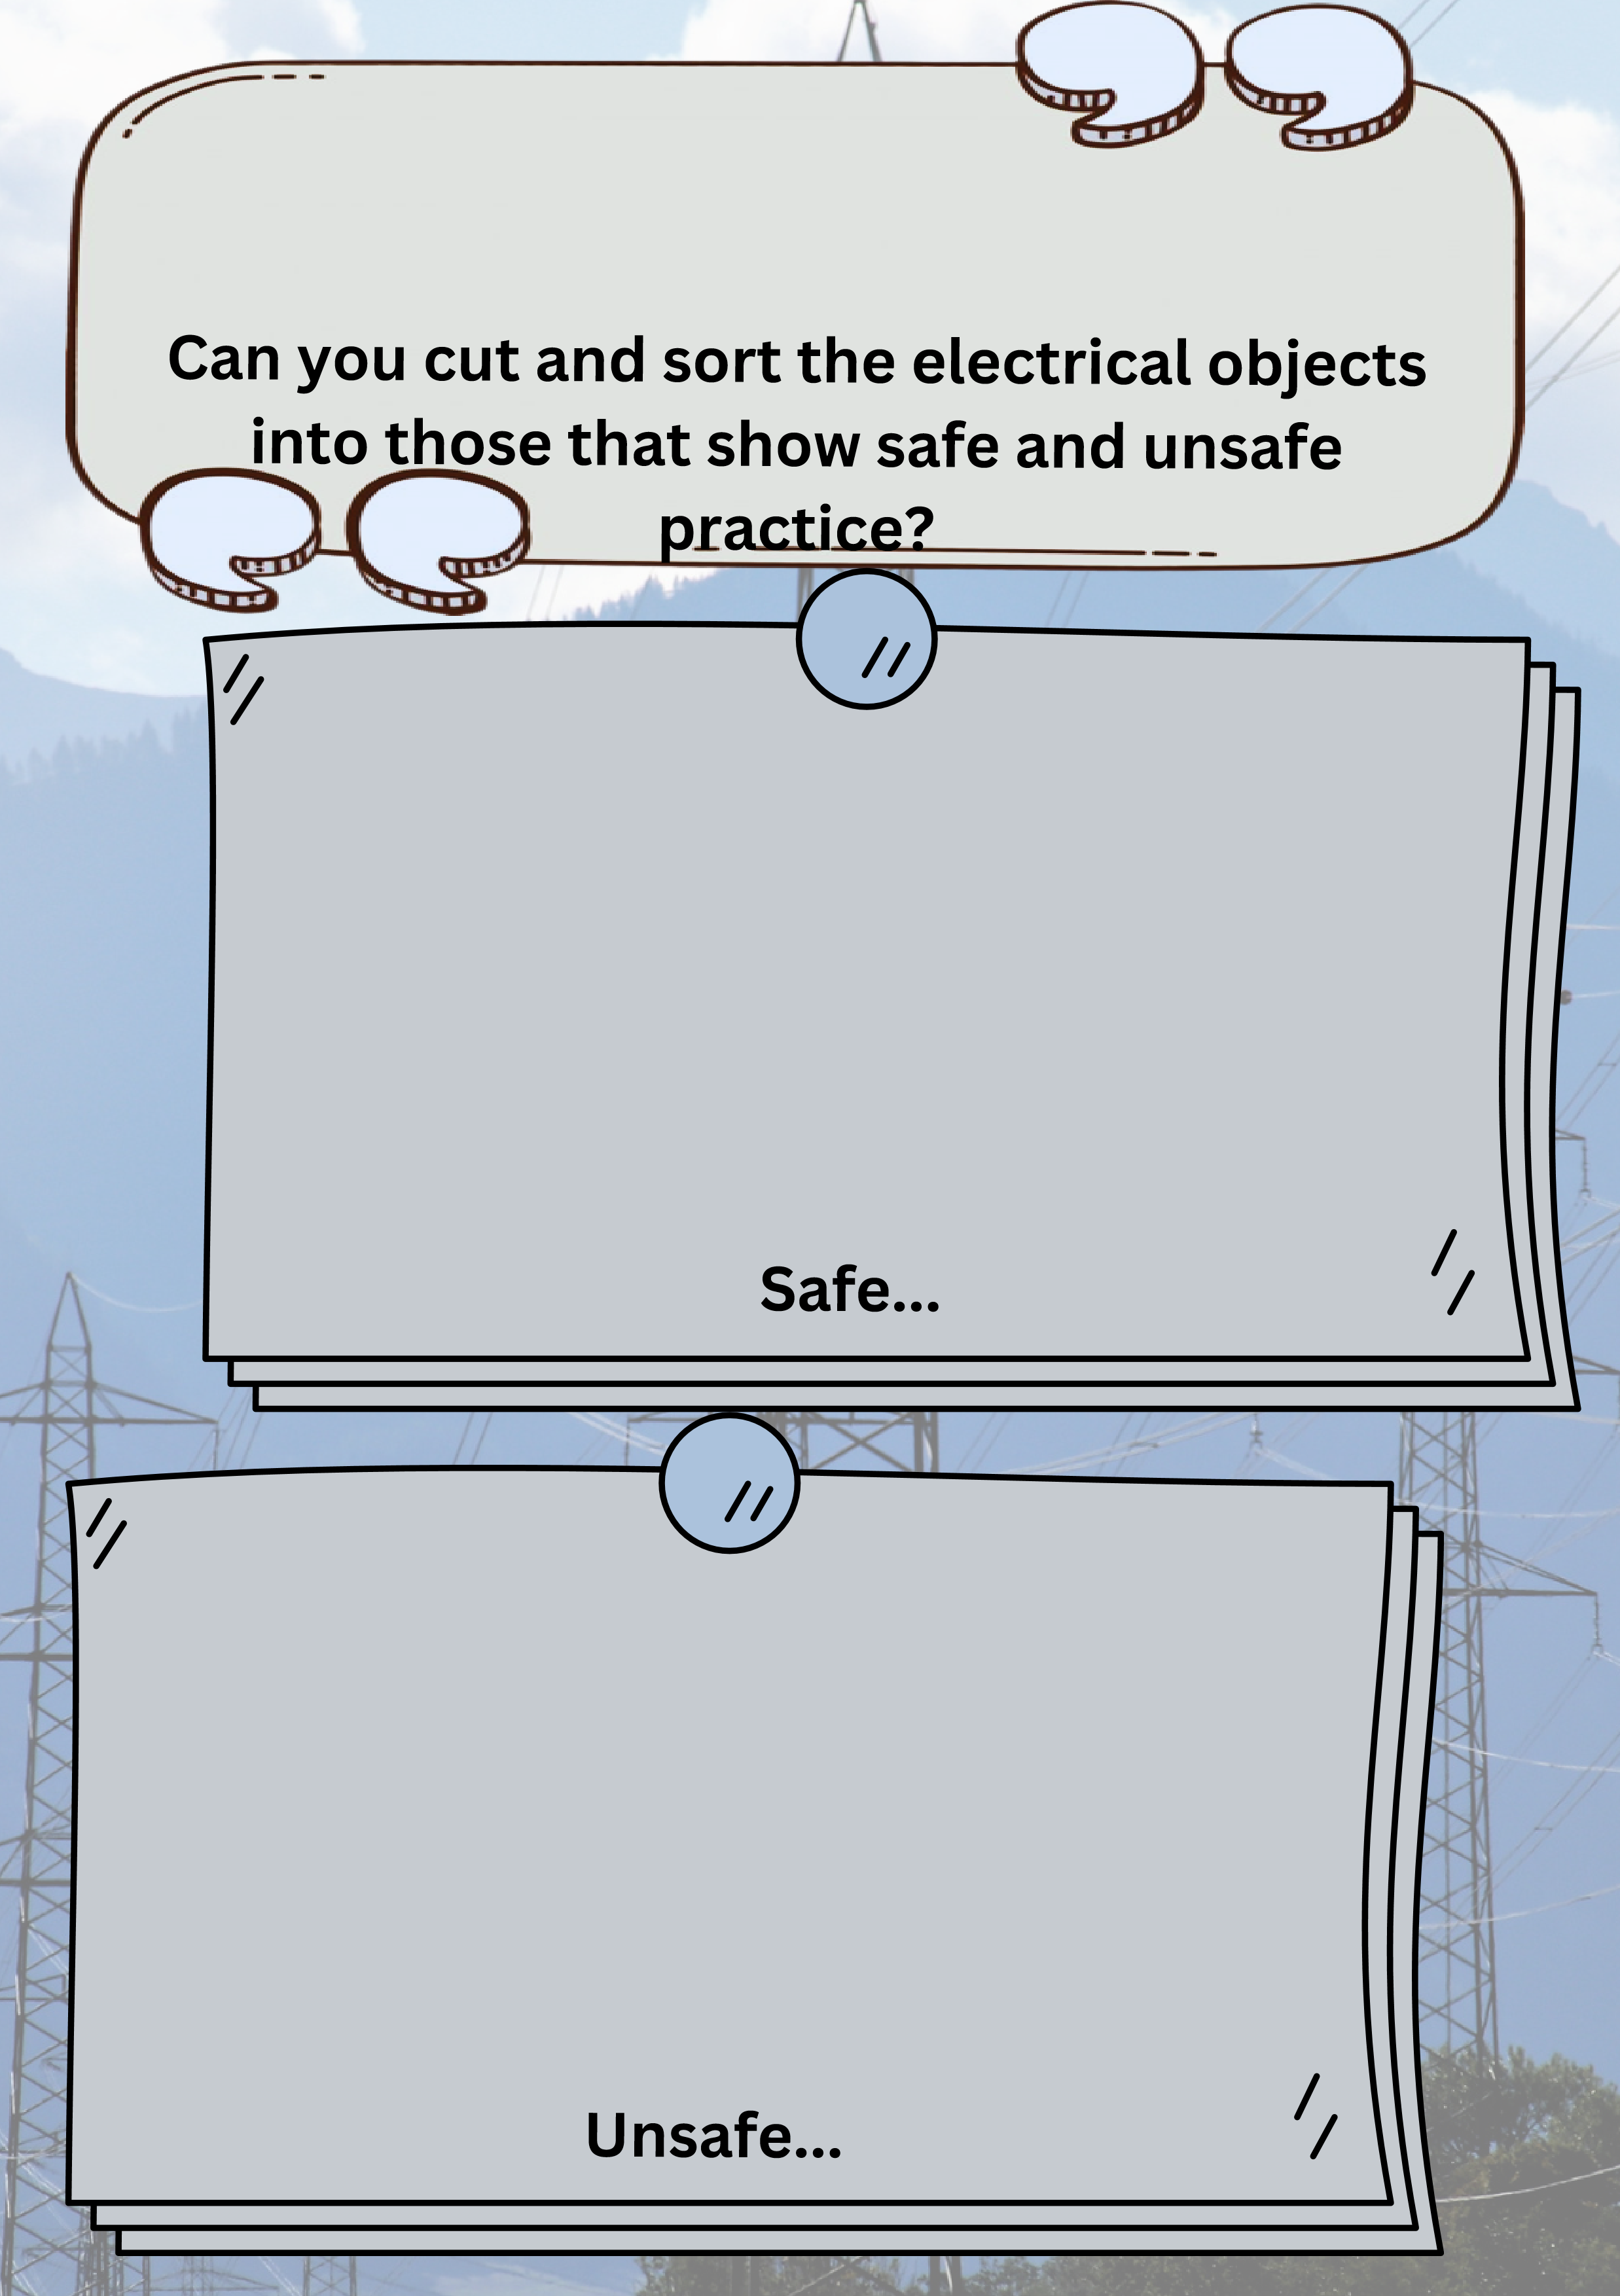 Can you cut and sort the electrical objects
into those that show safe and unsafe
practice?
Safe...
Unsafe...